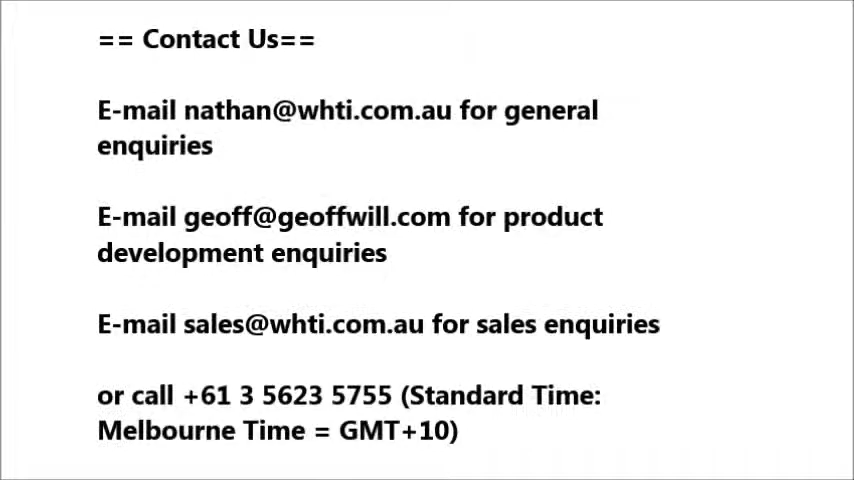 == Contact Us==
E-mail nathan@whti.com.au for general
enquiries
E-mail geoff@geoffwill.com for product
development enquiries
E-mail sales@whti.com.au for sales enquiries
or call +61 3 5623 5755 (Standard Time:
Melbourne Time = GMT+10)